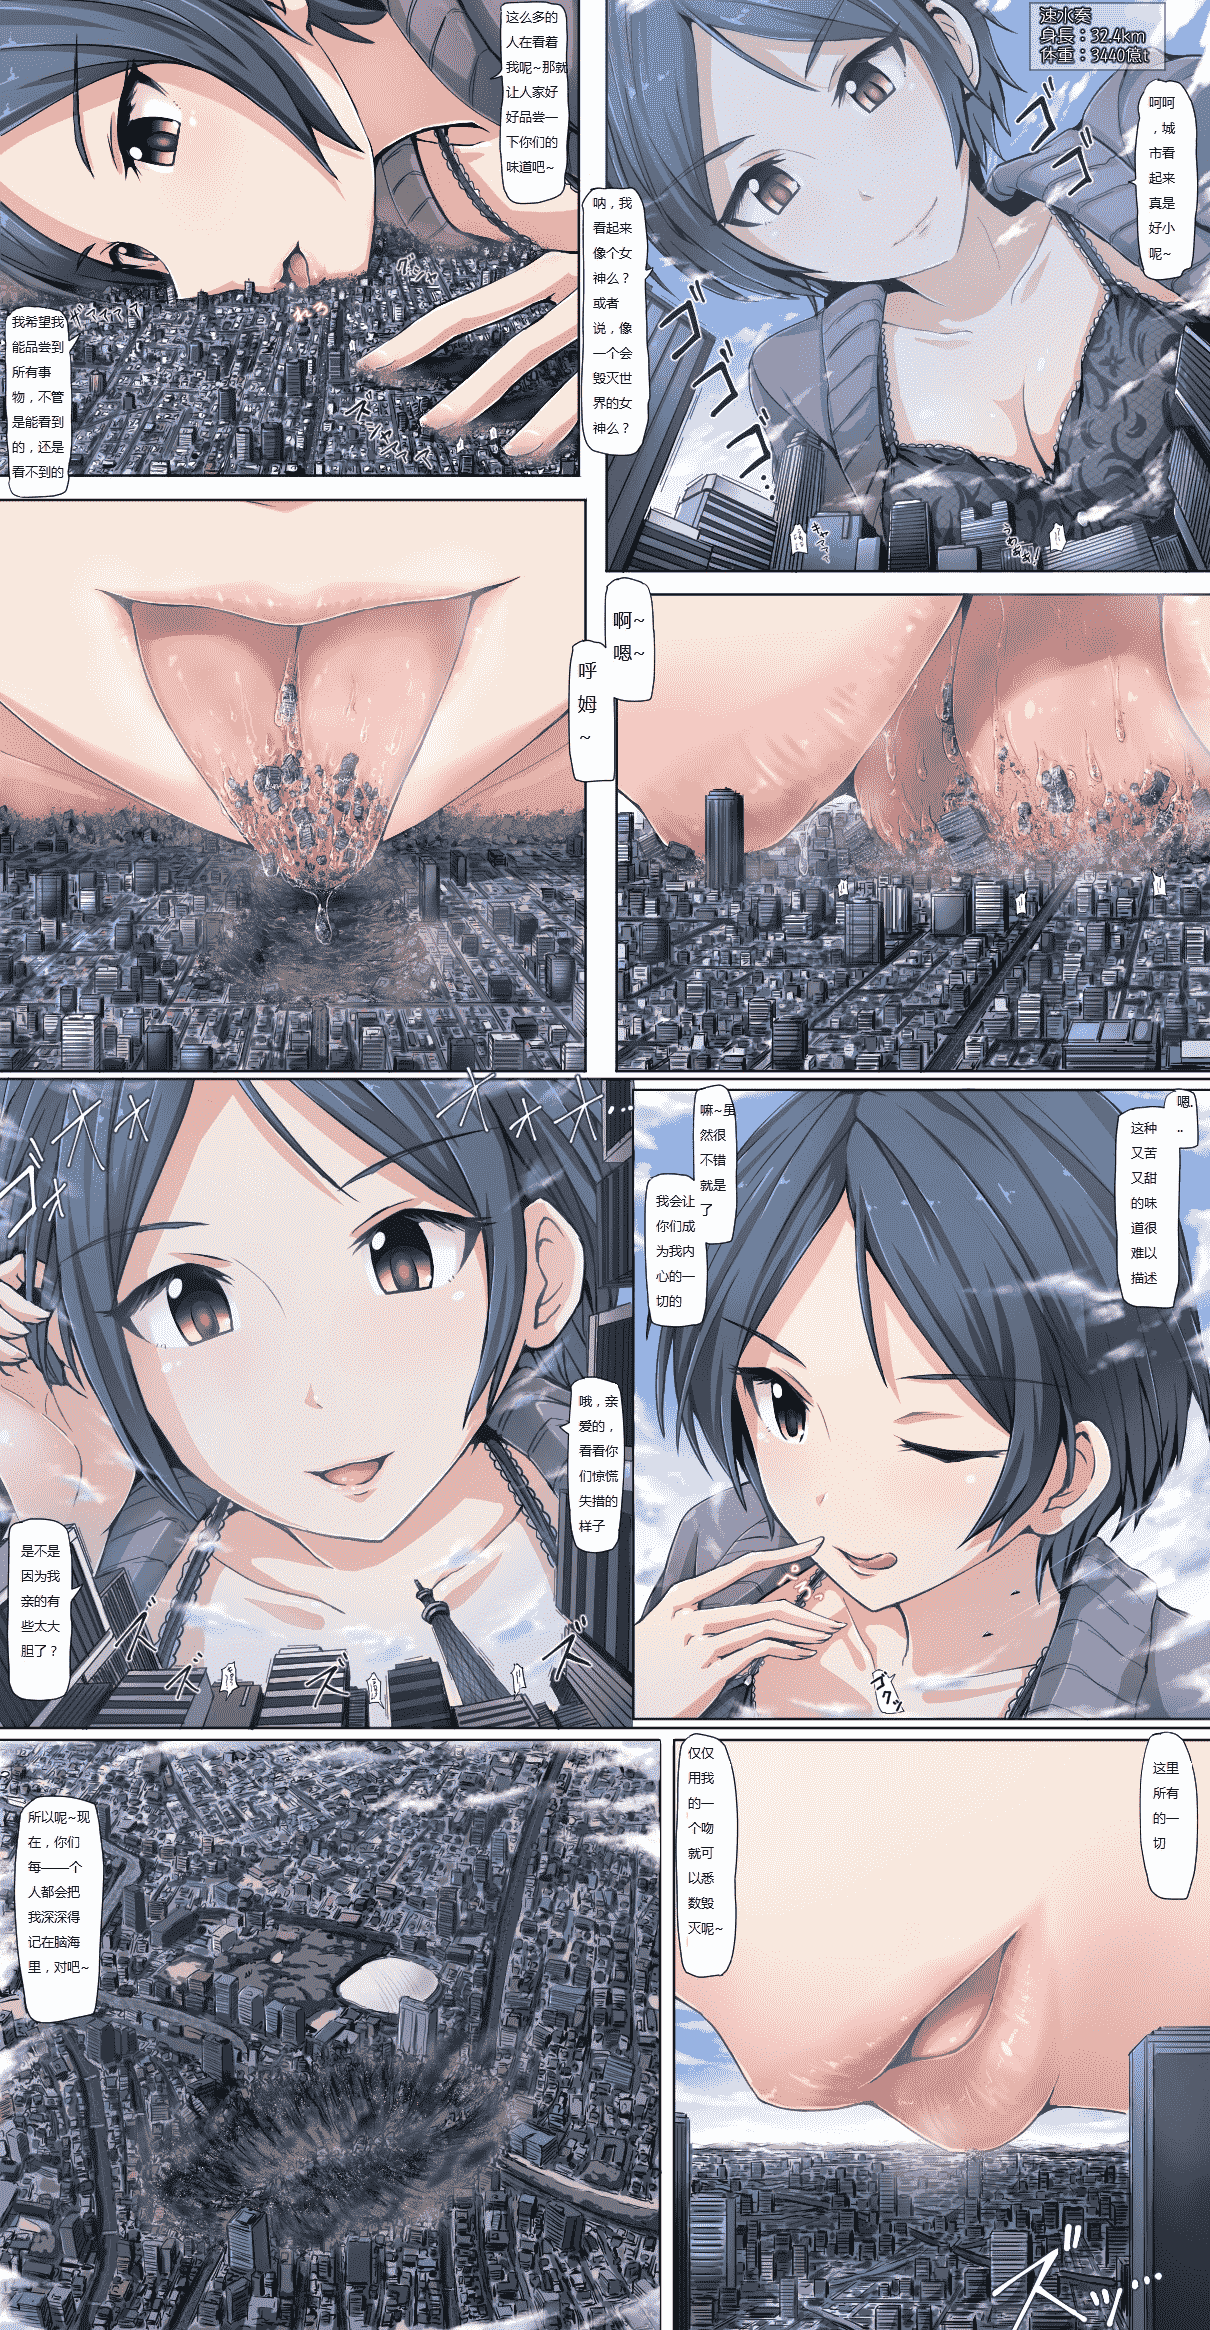 速水奏
身長：32.4km
体重：3440億t
呵呵
，城
市看
起来
真是
好小
呢~
呐，我
看起来
像个女
神么？
或者
说，像
一个会
毁灭世
界的女
神么？
这么多的
人在看着
我呢~那就
让人家好
好品尝一
下你们的
味道吧~
我希望我
能品尝到
所有事
物，不管
是能看到
的，还是
看不到的
啊~
嗯~
呼
姆
~
嗯.
..
这种
又苦
又甜
的味
道很
难以
描述
嘛~虽
然很
不错
就是
了
我会让
你们成
为我内
心的一
切的
ゴクッ
哦，亲
爱的，
看看你
们惊慌
失措的
样子
是不是
因为我
亲的有
些太大
胆了？
这里
所有
的一
切
仅仅
用我
的一
个吻
就可
以悉
数毁
灭呢~
所以呢~现
在，你们
每——个
人都会把
我深深得
记在脑海
里，对吧~